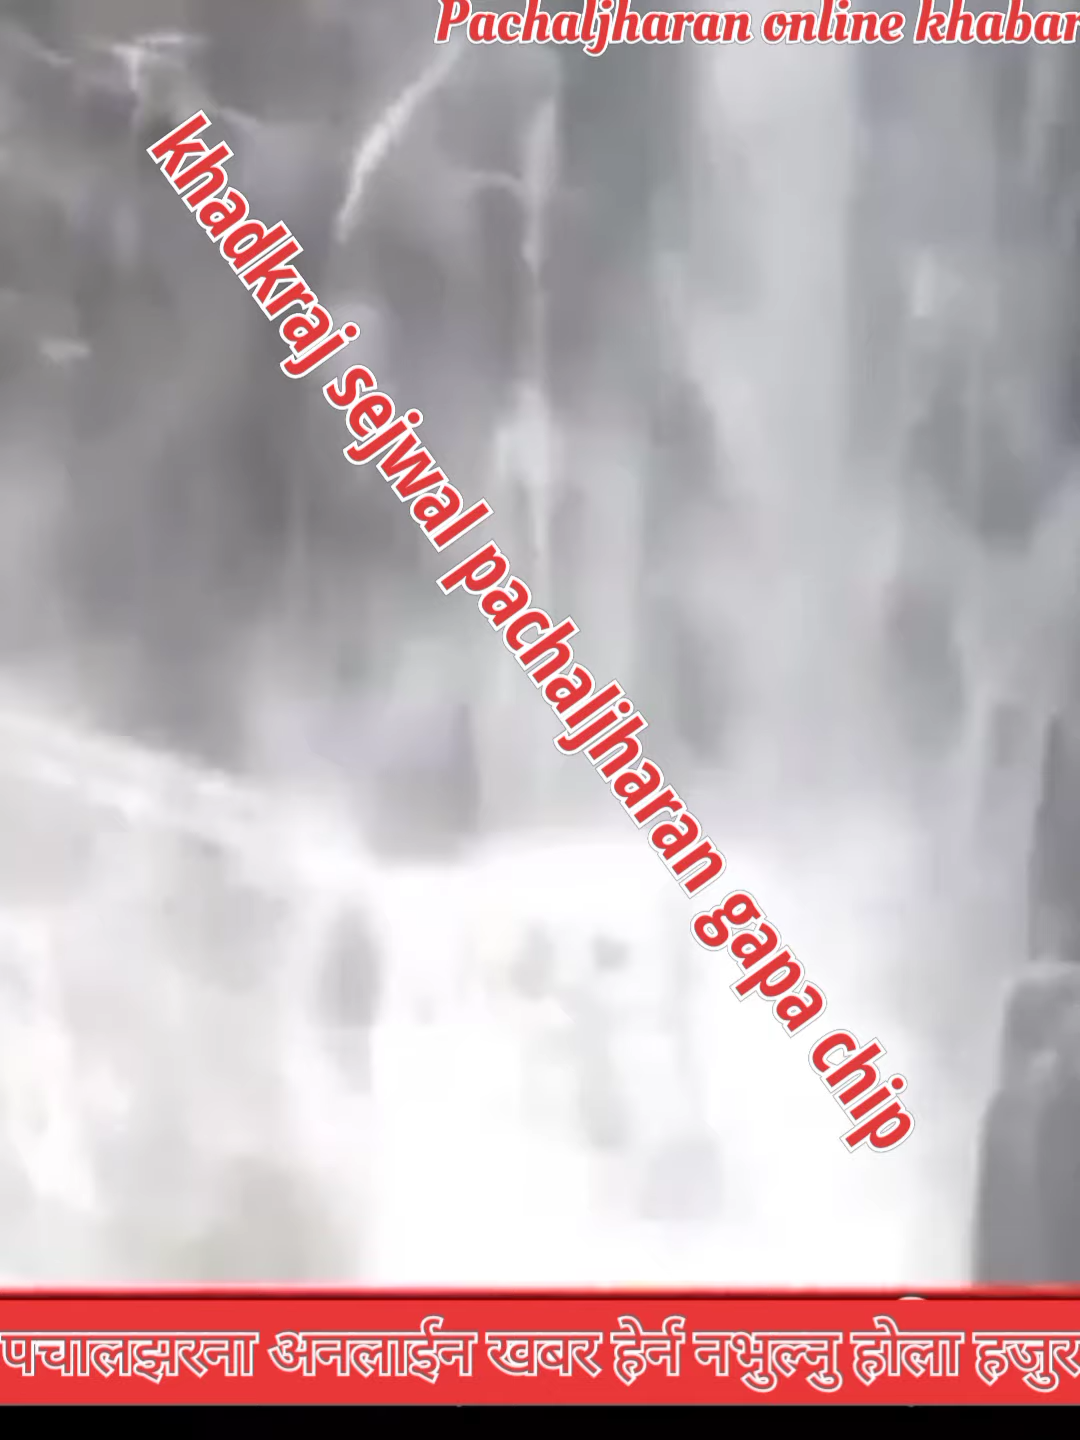 Pachaljharan online khabar
khadkraj sejwal pachaljharan gapa chip
पचालझरना अनलाईन खबर हेर्न नभुल्नु होला हजुर